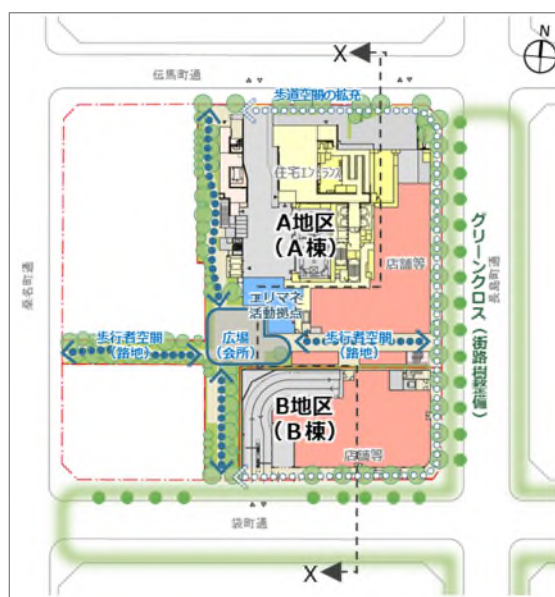 N
X
伝馬町通
歩道空間の拡充
住宅エントランス
A地区
(A棟)
店舗等
桑名町通
長島町通
グリーンクロス(街路樹整備)
エリマネ
活動拠点
歩行者空間
(路地)
広場
(会所)
歩行者空間
(路地)
B地区
(B棟)
店舗等
袋町通
X